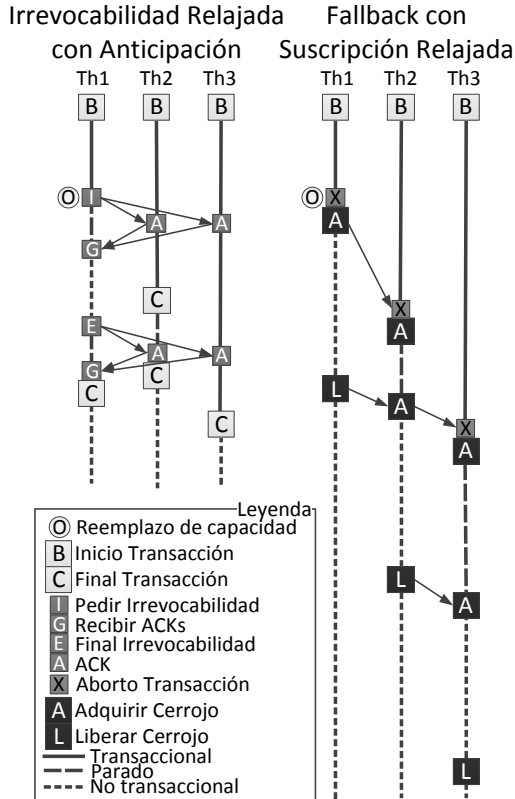 Irrevocabilidad Relajada
con Anticipación
Fallback con
Suscripción Relajada
Th1 Th2 Th3
Th1 Th2 Th3
B B B
B B B
O I
A A
G
C
E
A A
G C
C
C
O X
A
X
A
L A
X
A
L
A
L
Leyenda
O Reemplazo de capacidad
B Inicio Transacción
C Final Transacción
I Pedir Irrevocabilidad
G Recibir ACKs
E Final Irrevocabilidad
A ACK
X Aborto Transacción
A Adquirir Cerrojo
L Liberar Cerrojo
Transaccional
Parado
No transaccional